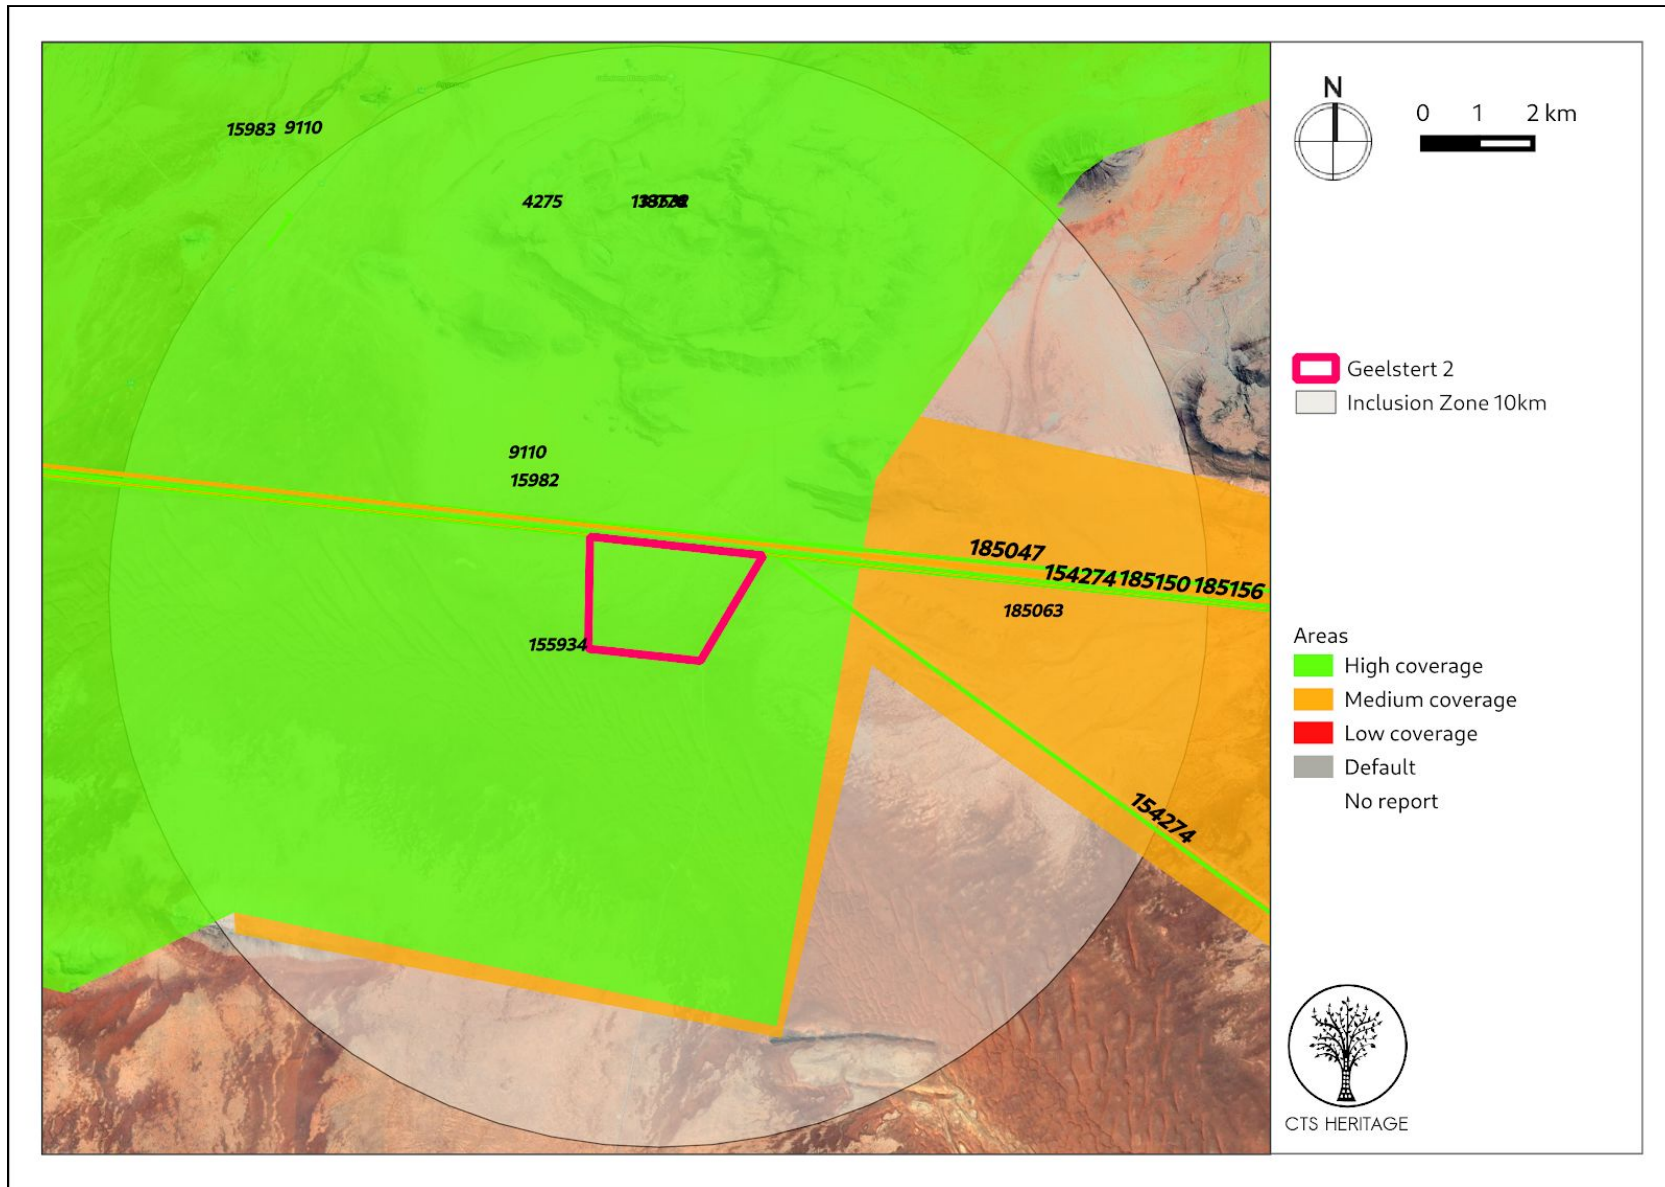 15983 9110
4275
9110
15982
185047
154274 185150 185156
185063
155934
154274
N
0 1 2 km
Geelstert 2
Inclusion Zone 10km
Areas
High coverage
Medium coverage
Low coverage
Default
No report
CTS HERITAGE